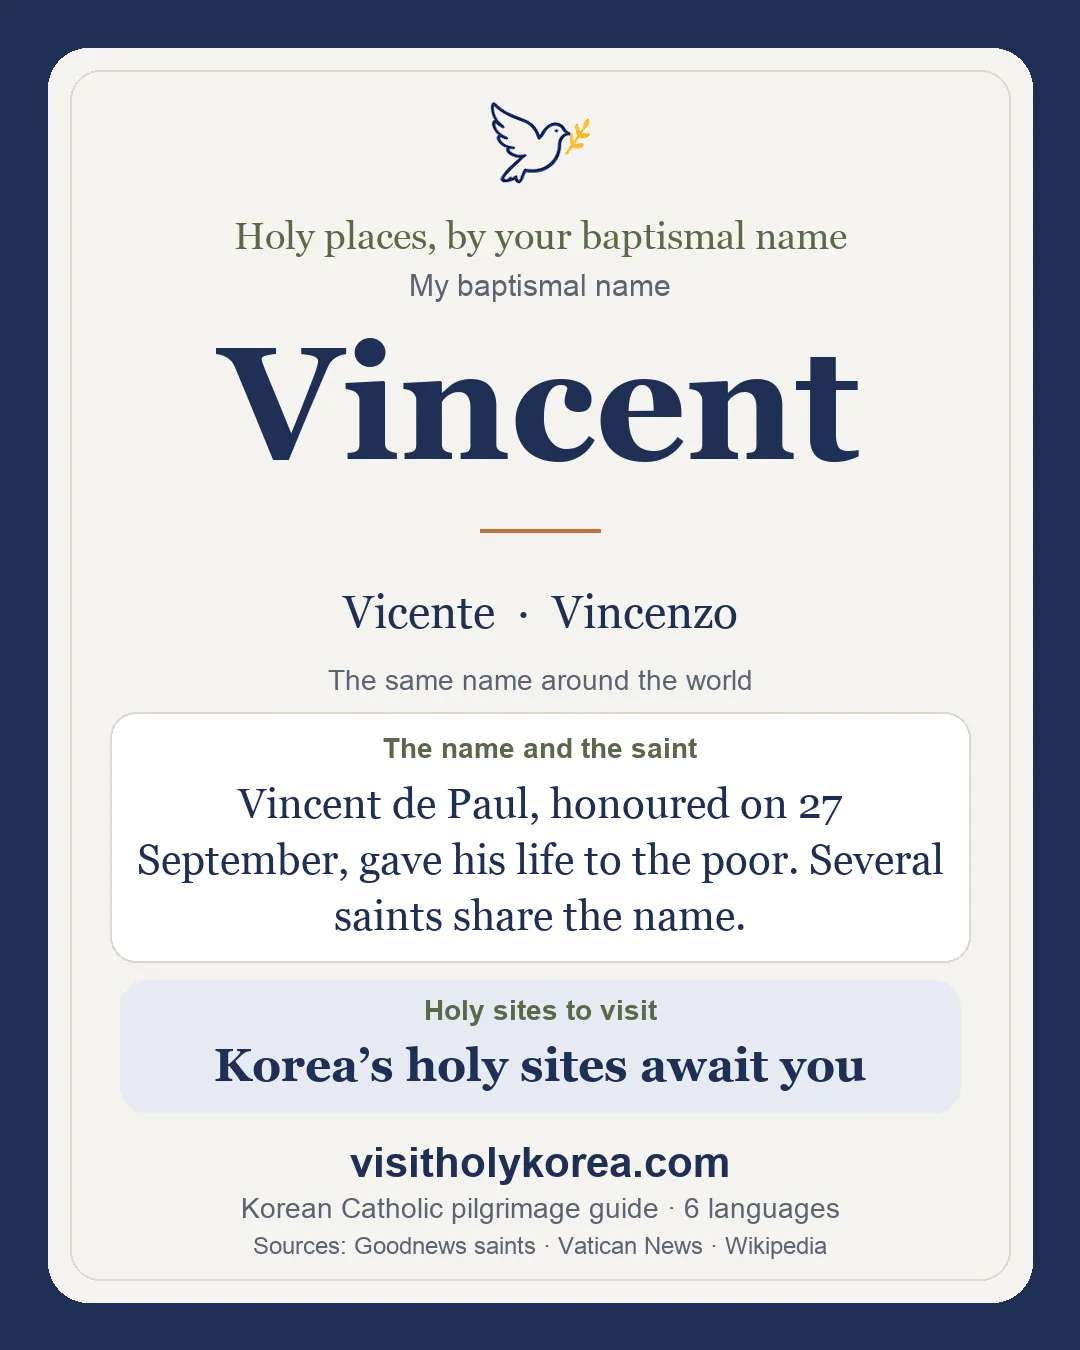 Holy places, by your baptismal name
My baptismal name
Vincent
Vicente · Vincenzo
The same name around the world
The name and the saint
Vincent de Paul, honoured on 27
September, gave his life to the poor. Several
saints share the name.
Holy sites to visit
Korea’s holy sites await you
visitholykorea.com
Korean Catholic pilgrimage guide · 6 languages
Sources: Goodnews saints · Vatican News · Wikipedia